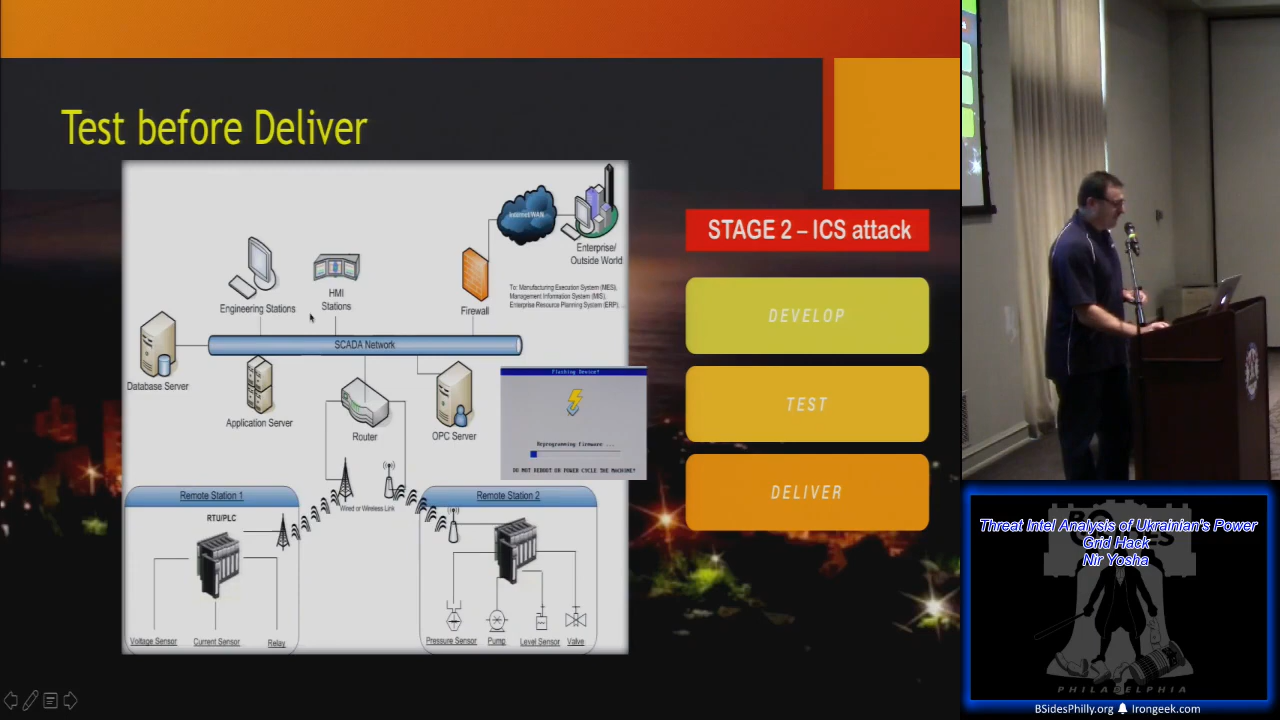 Test before Deliver
Internet/WAN
Enterprise/
Outside World
To: Manufacturing Execution System (MES),
Management Information System (MIS),
Enterprise Resource Planning System (ERP)
Engineering Stations
HMI
Stations
Firewall
SCADA Network
Database Server
Application Server
Router
OPC Server
Flashing Device!
Reprogramming firmware ...
DO NOT REBOOT OR POWER CYCLE THE MACHINE!
Wired or Wireless Link
Remote Station 1
RTU/PLC
Voltage Sensor
Current Sensor
Relay
Remote Station 2
Pressure Sensor
Pump
Level Sensor
Valve
STAGE 2 – ICS attack
DEVELOP
TEST
DELIVER
Threat Intel Analysis of Ukrainian's Power
Grid Hack
Nir Yosha
PHILADELPHIA
BSidesPhilly.org
Irongeek.com